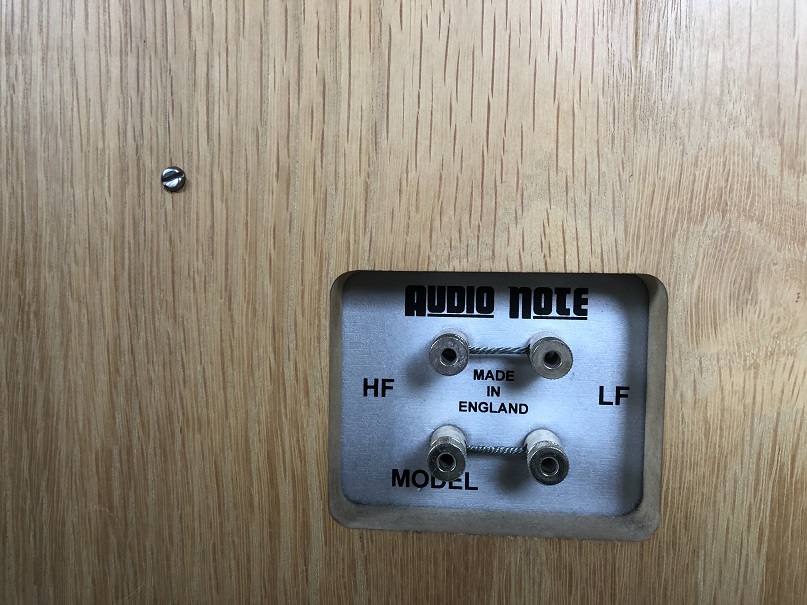 AUDIO NOTE
HF
MADE
IN
ENGLAND
LF
MODEL